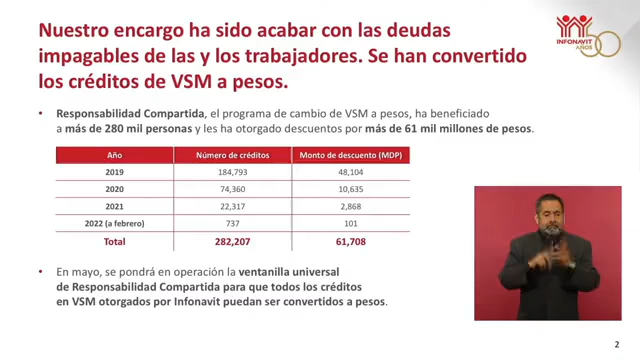 Nuestro encargo ha sido acabar con las deudas
impagables de las y los trabajadores. Se han convertido
los créditos de VSM a pesos.
INFONAVIT
AÑOS
50
• Responsabilidad Compartida, el programa de cambio de VSM a pesos, ha beneficiado
a más de 280 mil personas y les ha otorgado descuentos por más de 61 mil millones de pesos.
Año Número de créditos Monto de descuento (MDP)
2019 184,793 48,104
2020 74,360 10,635
2021 22,317 2,868
2022 (a febrero) 737 101
Total 282,207 61,708
• En mayo, se pondrá en operación la ventanilla universal
de Responsabilidad Compartida para que todos los créditos
en VSM otorgados por Infonavit puedan ser convertidos a pesos.
2